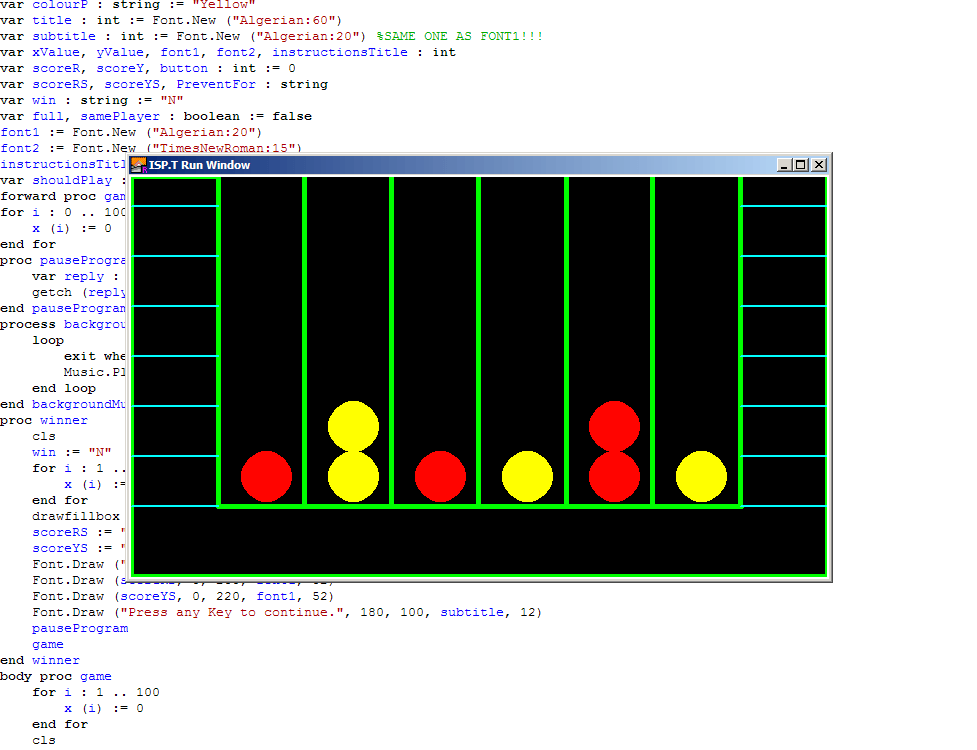 var colourP : string := "Yellow"
var title : int := Font.New ("Algerian:60")
var subtitle : int := Font.New ("Algerian:20") %SAME ONE AS FONT1!!!
var xValue, yValue, font1, font2, instructionsTitle : int
var scoreR, scoreY, button : int := 0
var scoreRS, scoreYS, PreventFor : string
var win : string := "N"
var full, samePlayer : boolean := false
font1 := Font.New ("Algerian:20")
font2 := Font.New ("TimesNewRoman:15")
instructionsTitl
ISP.T Run Window
var shouldPlay :
forward proc gam
for i : 0 .. 100
x (i) := 0
end for
proc pauseProgra
var reply :
getch (reply
end pauseProgram
process backgrou
loop
exit whe
Music.Pl
end loop
end backgroundMu
proc winner
cls
win := "N"
for i : 1 ..
x (i) :=
end for
drawfillbox
scoreRS := "
scoreYS := "
Font.Draw ("
Font.Draw (s
Font.Draw (scoreYS, 0, 220, font1, 52)
Font.Draw ("Press any Key to continue.", 180, 100, subtitle, 12)
pauseProgram
game
end winner
body proc game
for i : 1 .. 100
x (i) := 0
end for
cls